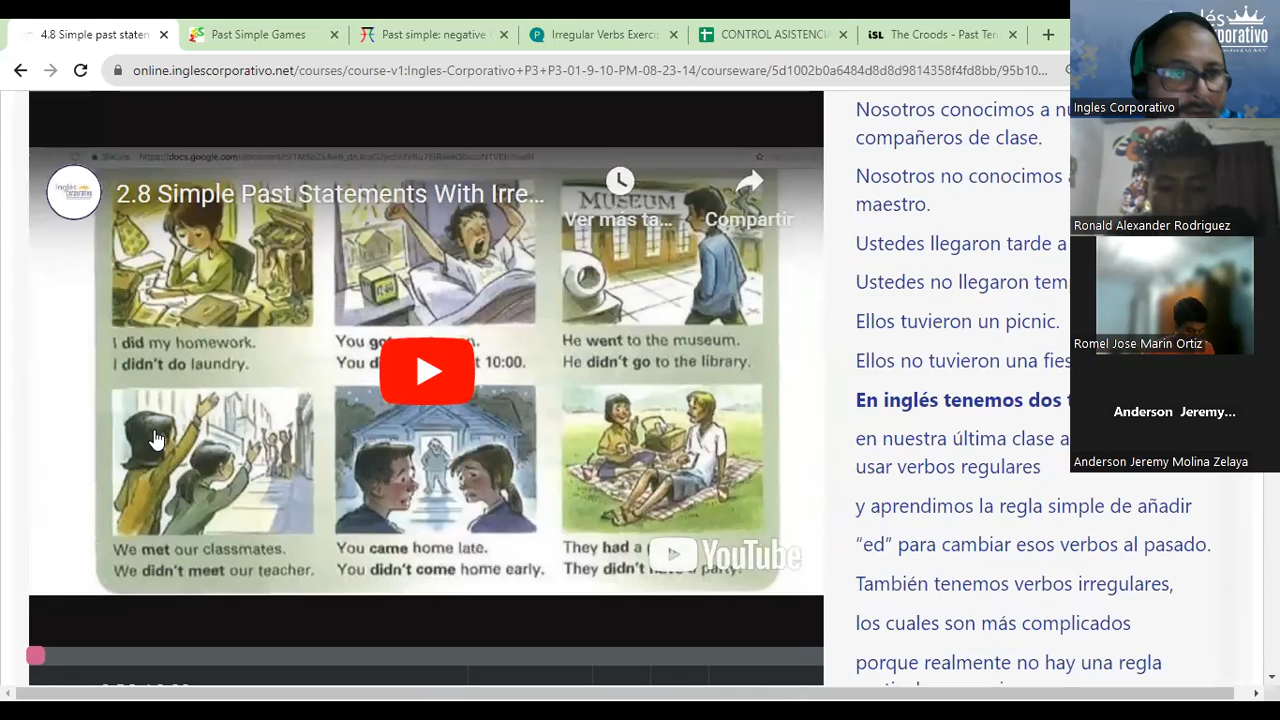 4.8 Simple past staten
Past Simple Games
Past simple: negative
Irregular Verbs Exerci
CONTROL ASISTENCIA
The Croods - Past Ten
online.inglescorporativo.net/courses/course-v1:Ingles-Corporativo+P3+P3-01-9-10-PM-08-23-14/courseware/5d1002b0a6484d8d8d9814358f4fd8bb/95b10...
2.8 Simple Past Statements With Irre...
Ver más ta...
Compartir
MUSEUM
I did my homework.
I didn't do laundry.
You
You
t 10:00.
He went to the museum.
He didn't go to the library.
We met our classmates.
We didn't meet our teacher.
You came home late.
You didn't come home early.
They had a
They didn't
party.
YouTube
Nosotros conocimos a
compañeros de clase.
Nosotros no conocimos
maestro.
Ustedes llegaron tarde a
Ustedes no llegaron tem
Ellos tuvieron un picnic.
Ellos no tuvieron una fies
En inglés tenemos dos
en nuestra última clase a
usar verbos regulares
y aprendimos la regla simple de añadir
“ed” para cambiar esos verbos al pasado.
También tenemos verbos irregulares,
los cuales son más complicados
porque realmente no hay una regla
Ingles Corporativo
Ronald Alexander Rodriguez
Romel Jose Marin Ortiz
Anderson Jeremy...
Anderson Jeremy Molina Zelaya